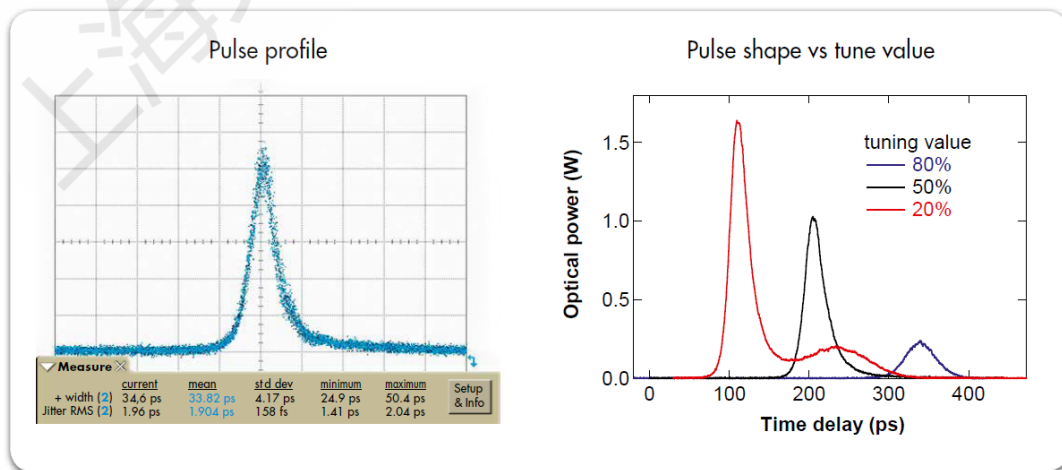 上海
Pulse profile
Measure
current mean std dev minimum maximum
+ width (2) 34,6 ps 33.82 ps 4.17 ps 24.9 ps 50.4 ps
Jitter RMS (2) 1.96 ps 1.904 ps 158 fs 1.41 ps 2.04 ps
Setup
& Info
Pulse shape vs tune value
tuning value
80%
50%
20%
Optical power (W)
1.5
1.0
0.5
0.0
0 100 200 300 400
Time delay (ps)